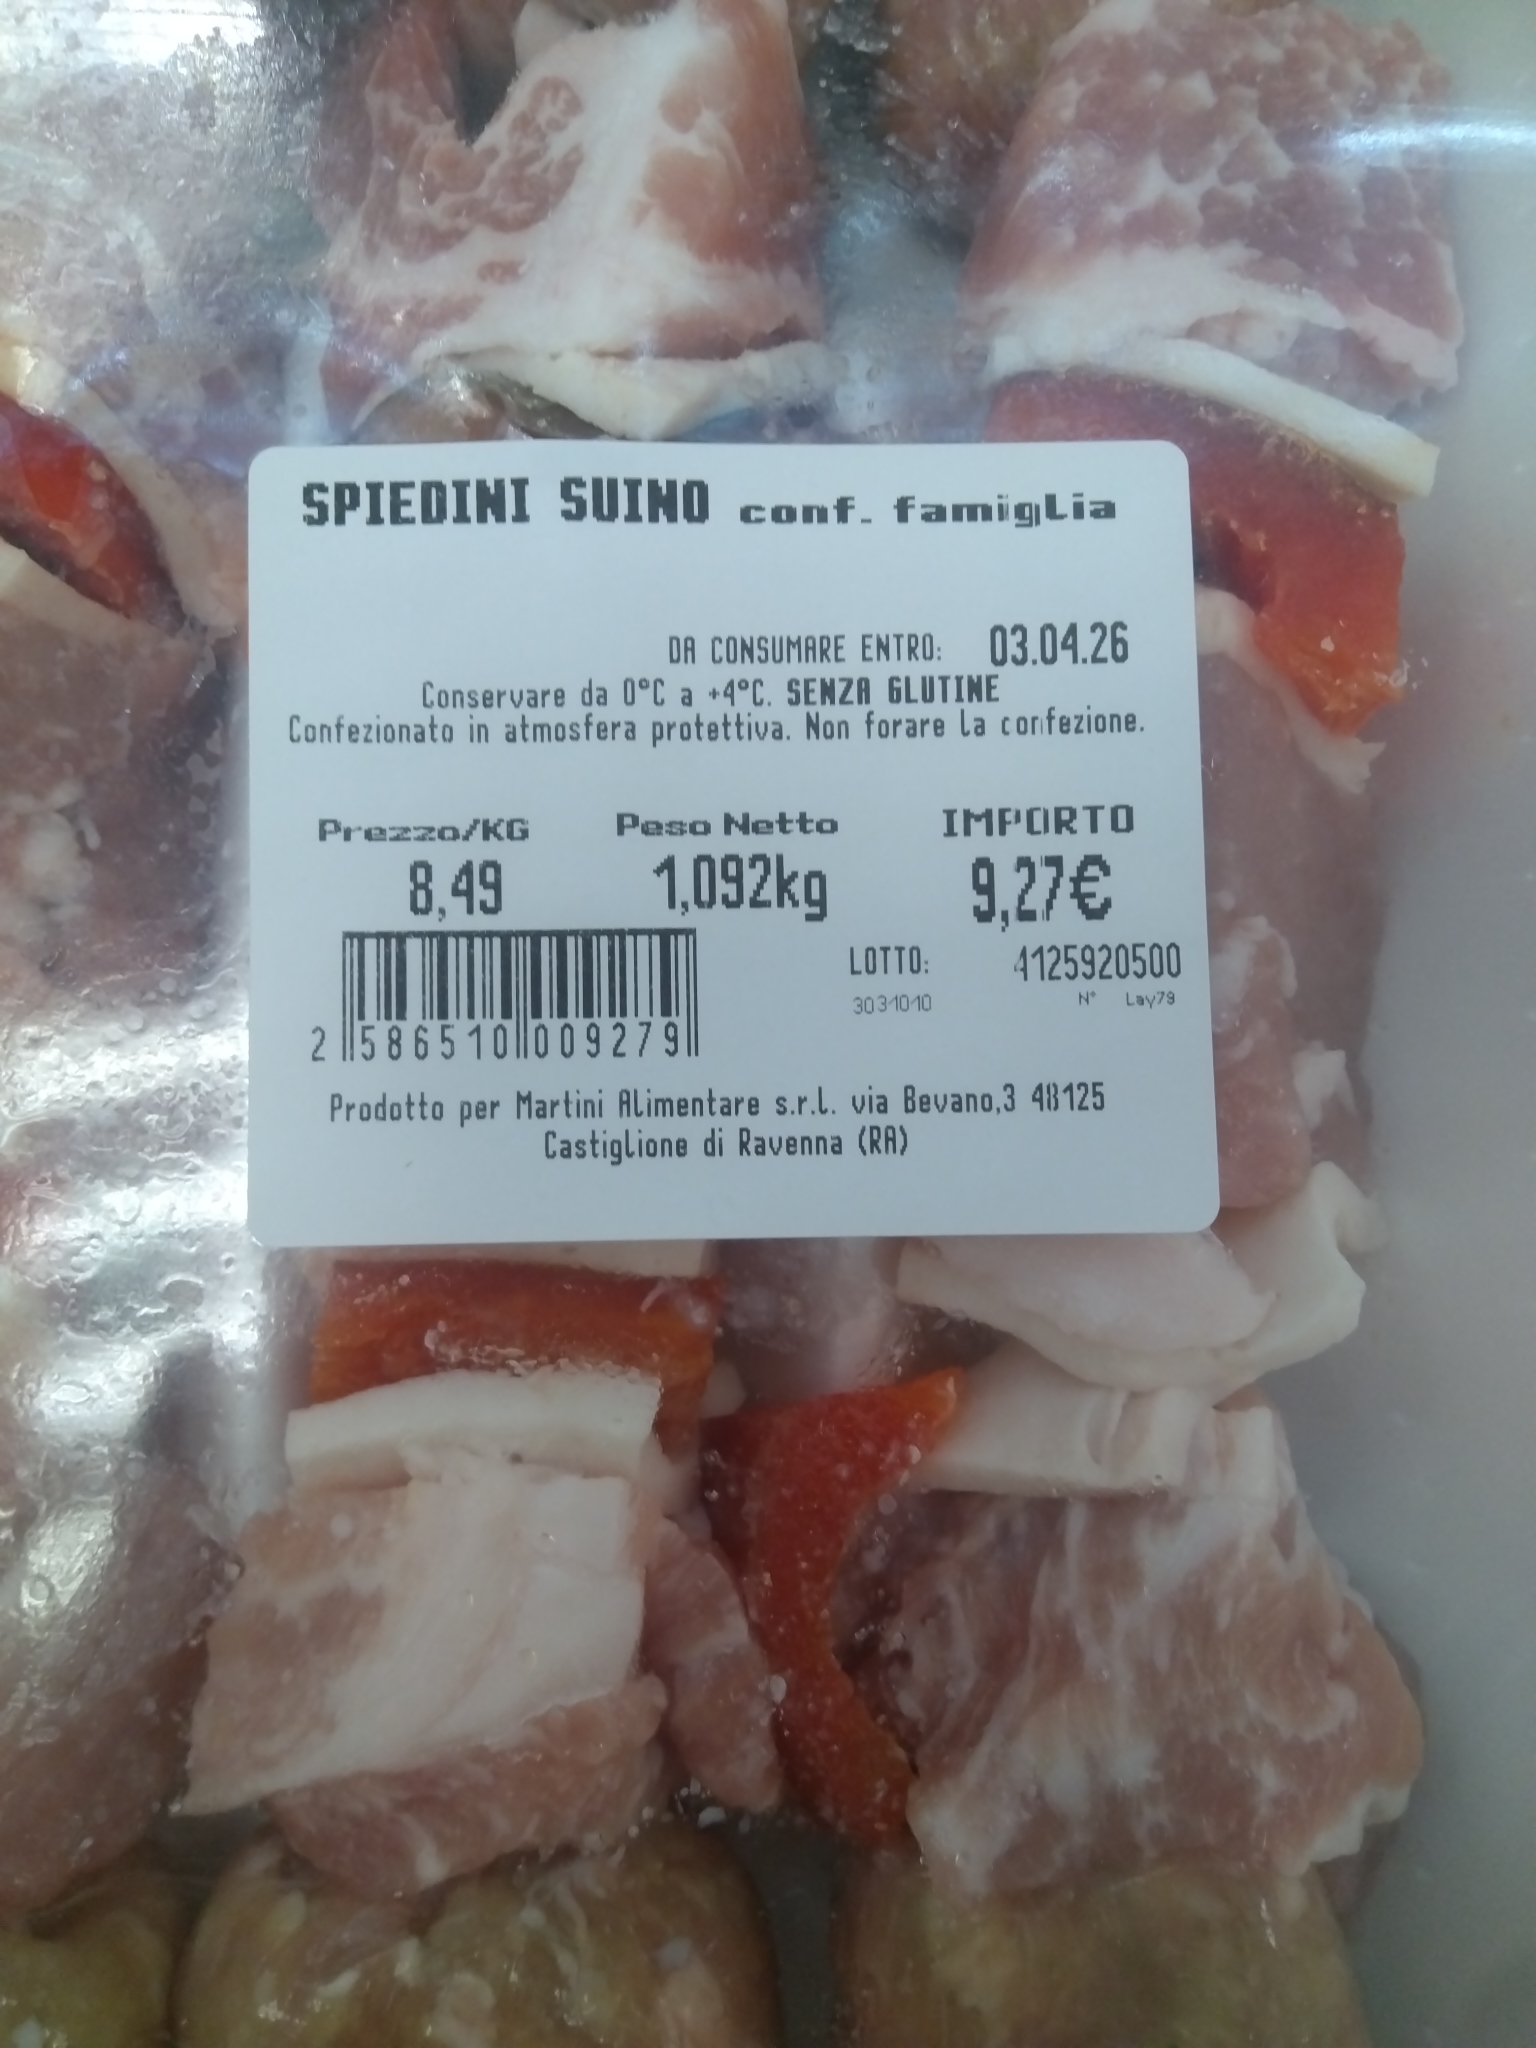 SPIEDINI SUINO conf. famiglia
DA CONSUMARE ENTRO: 03.04.26
Conservare da 0°C a +4°C. SENZA GLUTINE
Confezionato in atmosfera protettiva. Non forare la confezione.
Prezzo/KG Peso Netto IMPORTO
8,49 1,092kg 9,27€
LOTTO: 4125920500
3031010 N° Lay79
2 586510 009279
Prodotto per Martini Alimentare s.r.l. via Bevano,3 48125
Castiglione di Ravenna (RA)